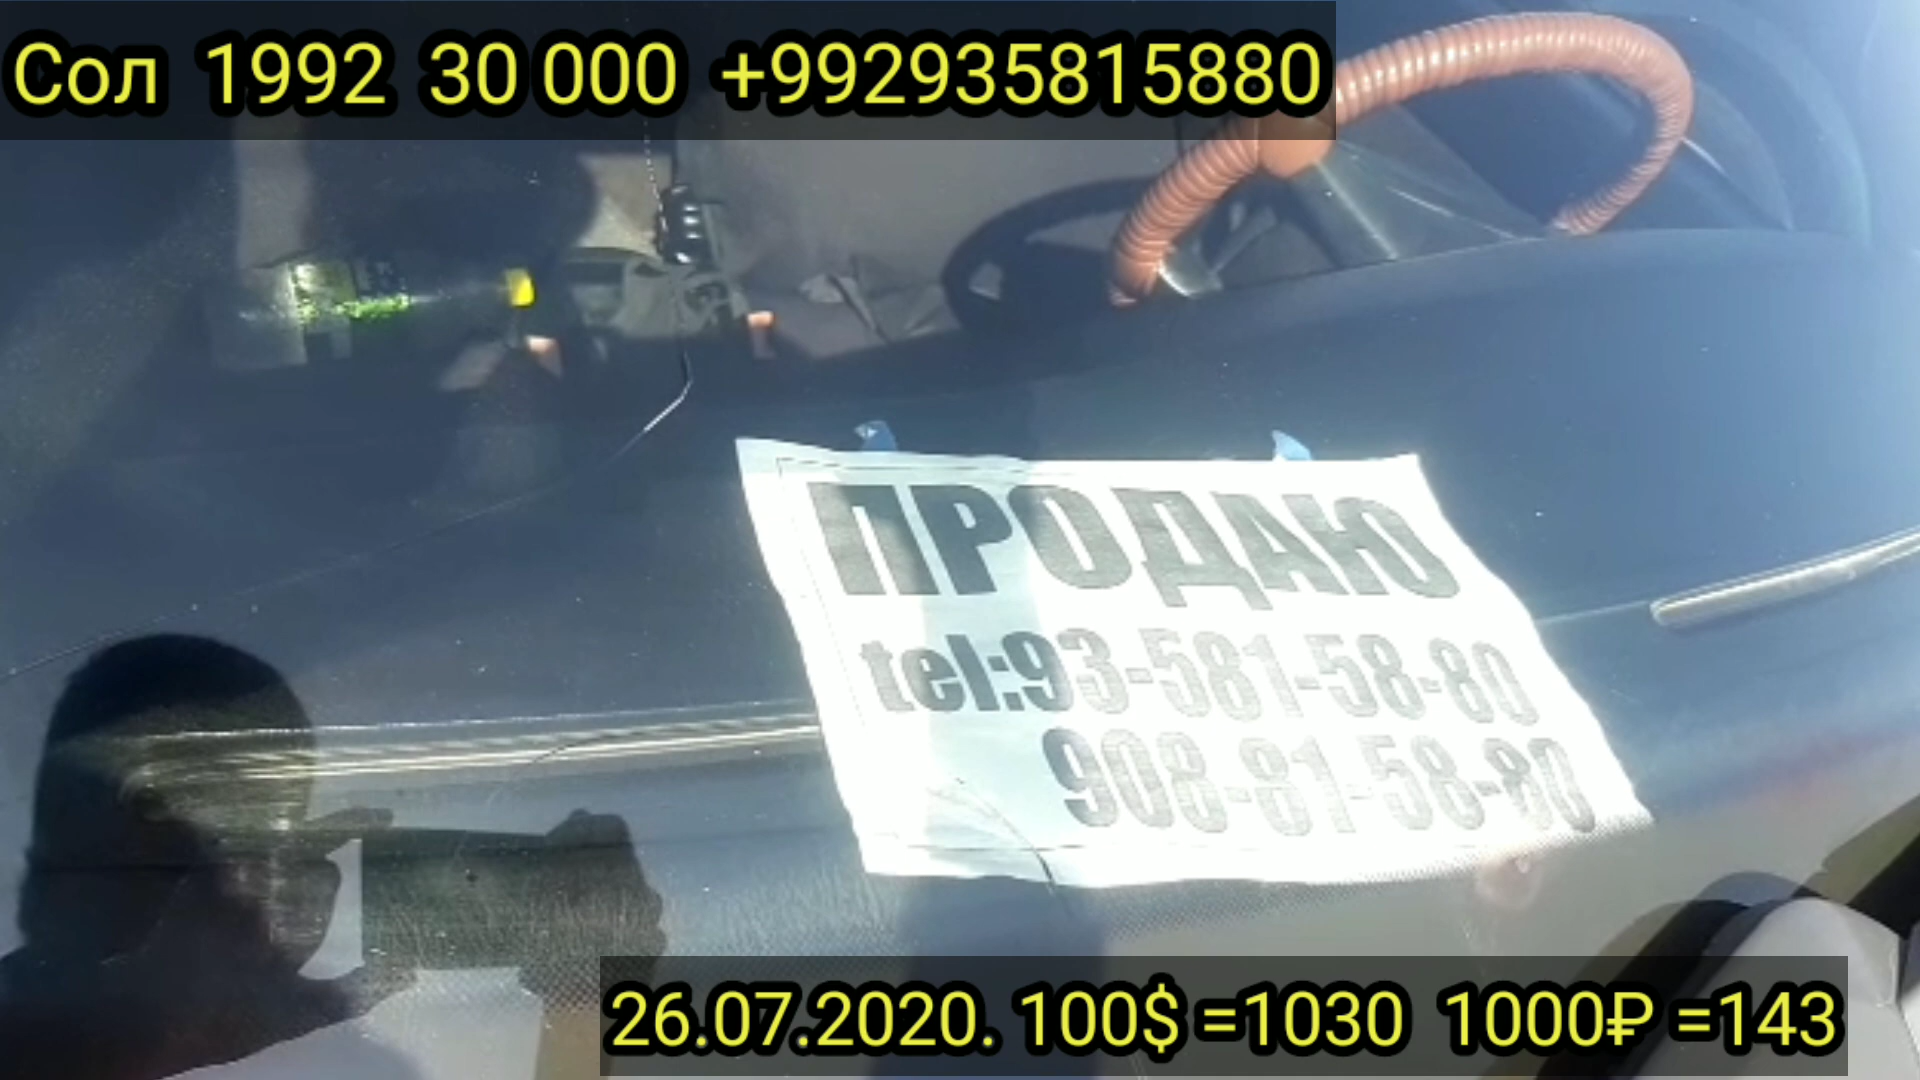 Сол 1992 30 000 +992935815880
ПРОДАЮ
tel:93-581-58-80
908-81-58-80
26.07.2020. 100$ =1030 1000₽ =143